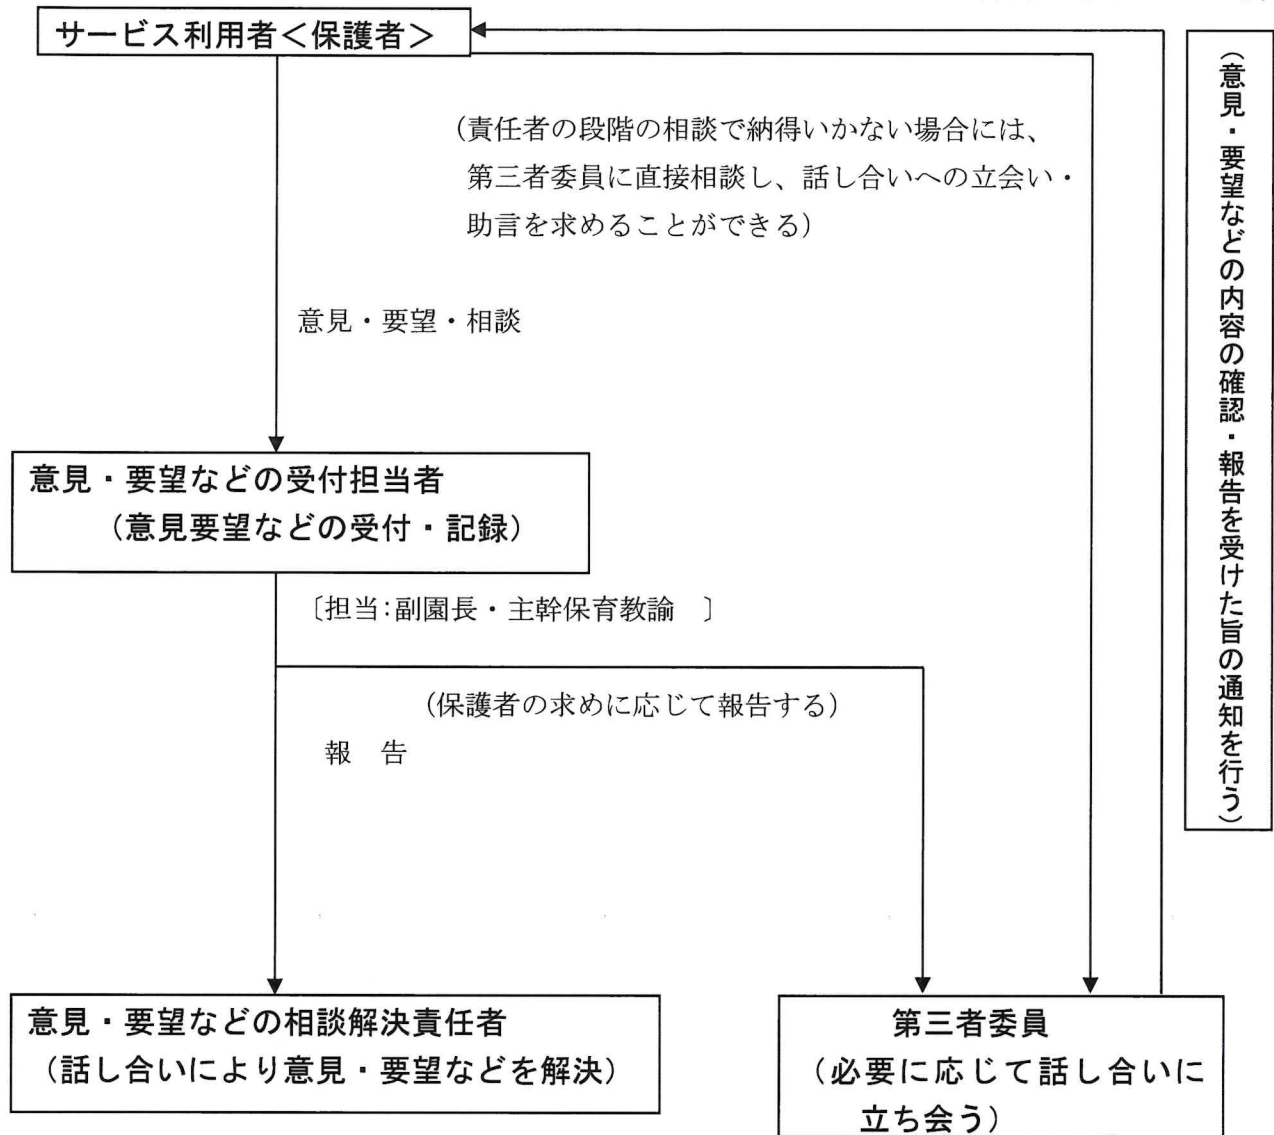 サービス利用者＜保護者＞
（責任者の段階の相談で納得いかない場合には、
第三者委員に直接相談し、話し合いへの立会い・
助言を求めることができる）
意見・要望・相談
（意見・要望などの内容の確認・報告を受けた旨の通知を行う）
意見・要望などの受付担当者
（意見要望などの受付・記録）
〔担当:副園長・主幹保育教諭　〕
（保護者の求めに応じて報告する）
報　告
意見・要望などの相談解決責任者
（話し合いにより意見・要望などを解決）
第三者委員
（必要に応じて話し合いに
立ち会う）